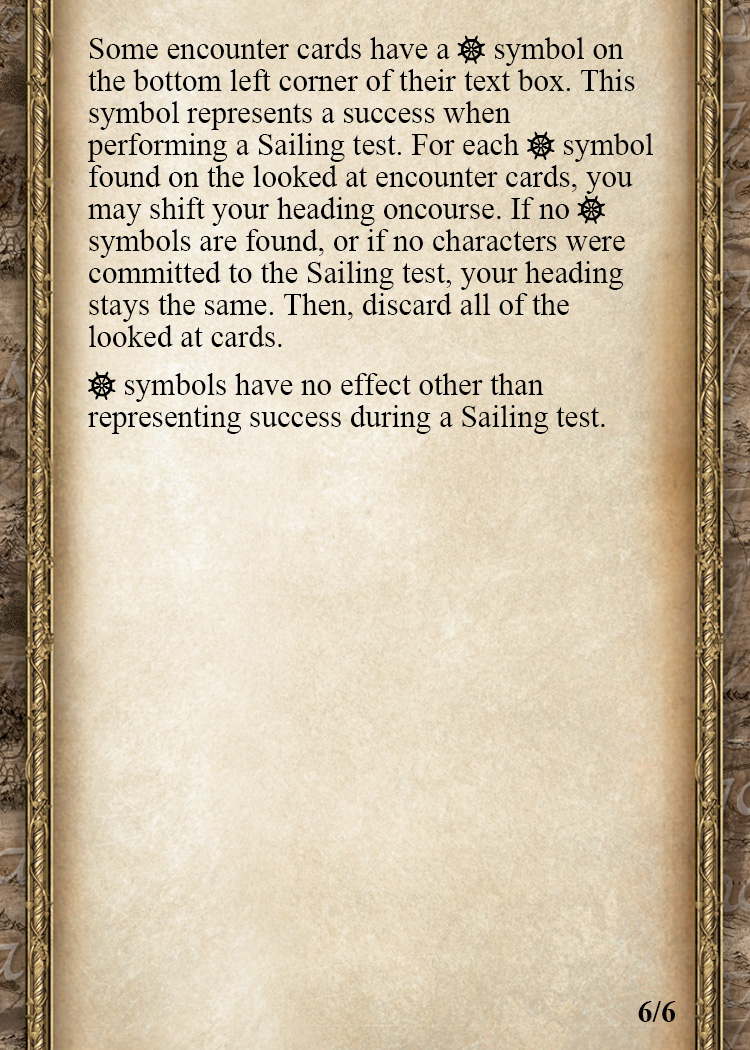 Some encounter cards have a ⎈ symbol on
the bottom left corner of their text box. This
symbol represents a success when
performing a Sailing test. For each ⎈ symbol
found on the looked at encounter cards, you
may shift your heading oncourse. If no ⎈
symbols are found, or if no characters were
committed to the Sailing test, your heading
stays the same. Then, discard all of the
looked at cards.
⎈ symbols have no effect other than
representing success during a Sailing test.
6/6